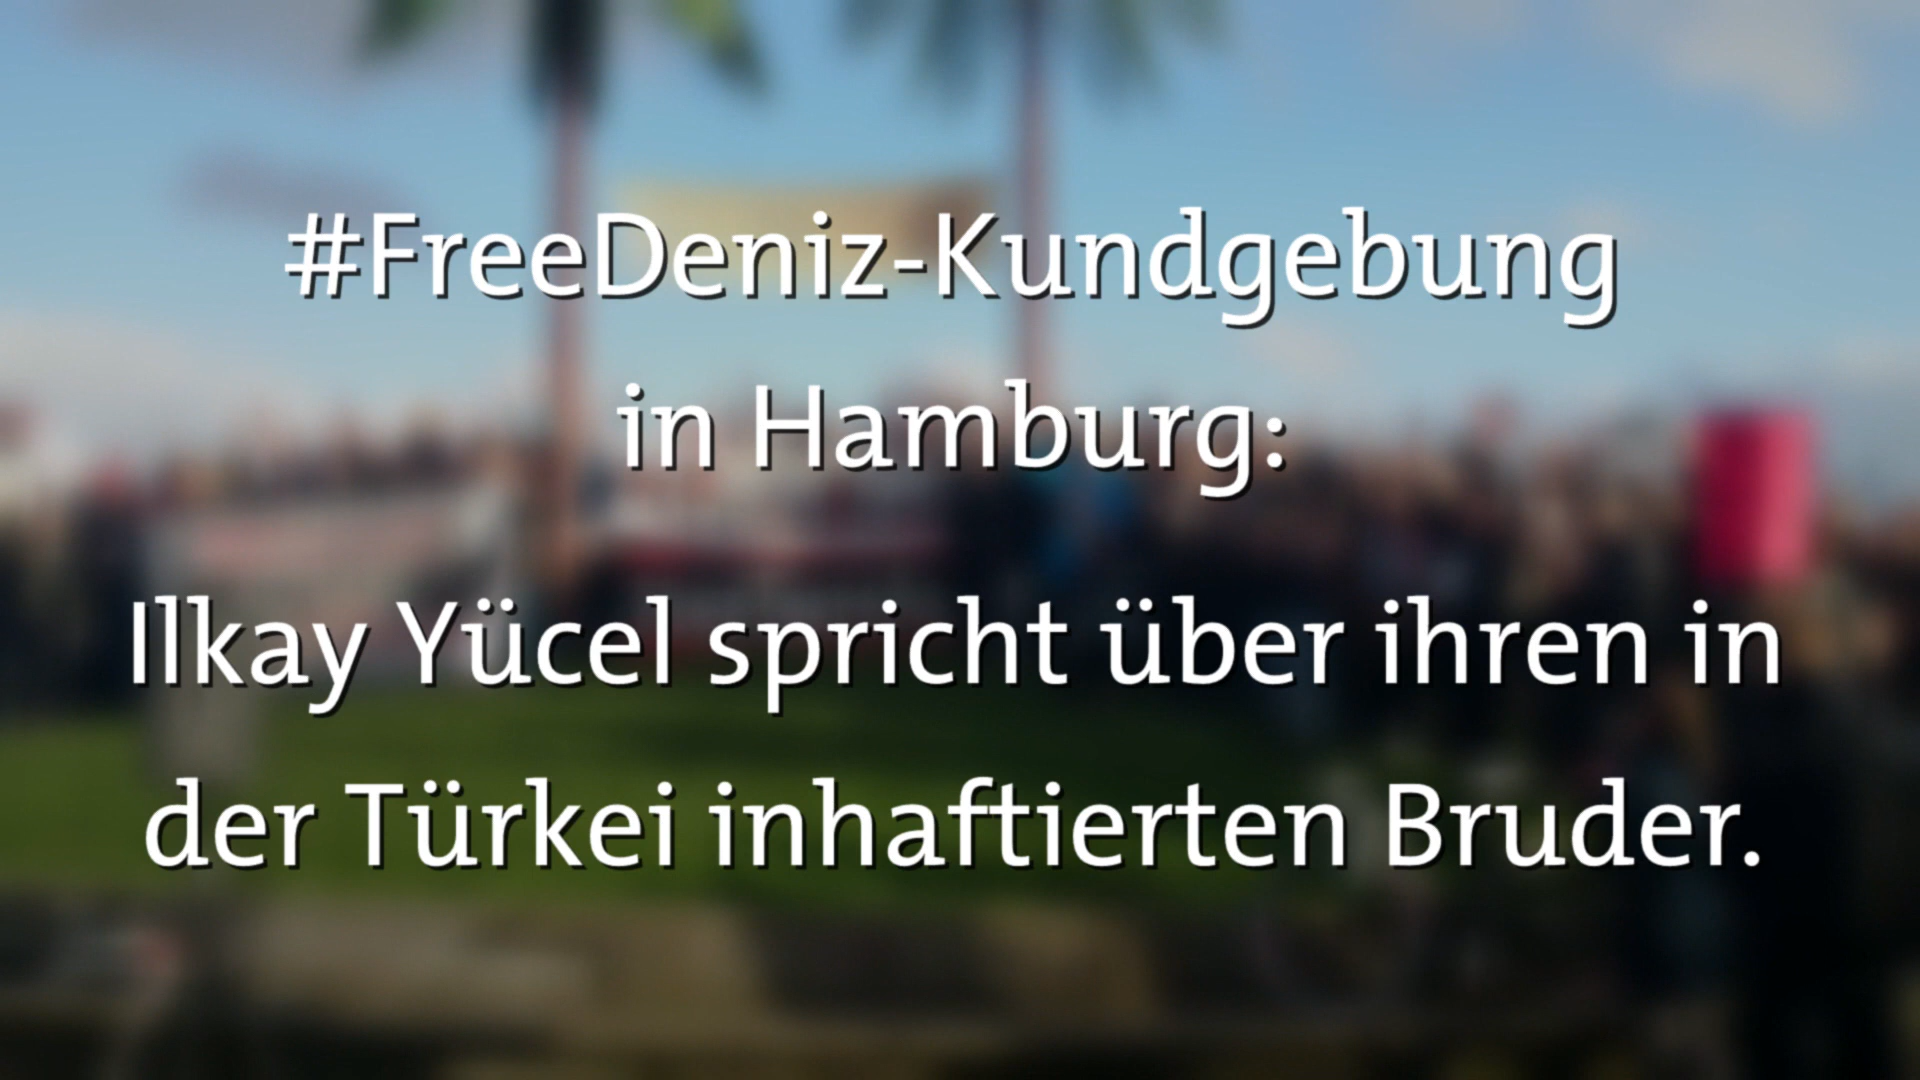 #FreeDeniz-Kundgebung
in Hamburg:
Ilkay Yücel spricht über ihren in
der Türkei inhaftierten Bruder.